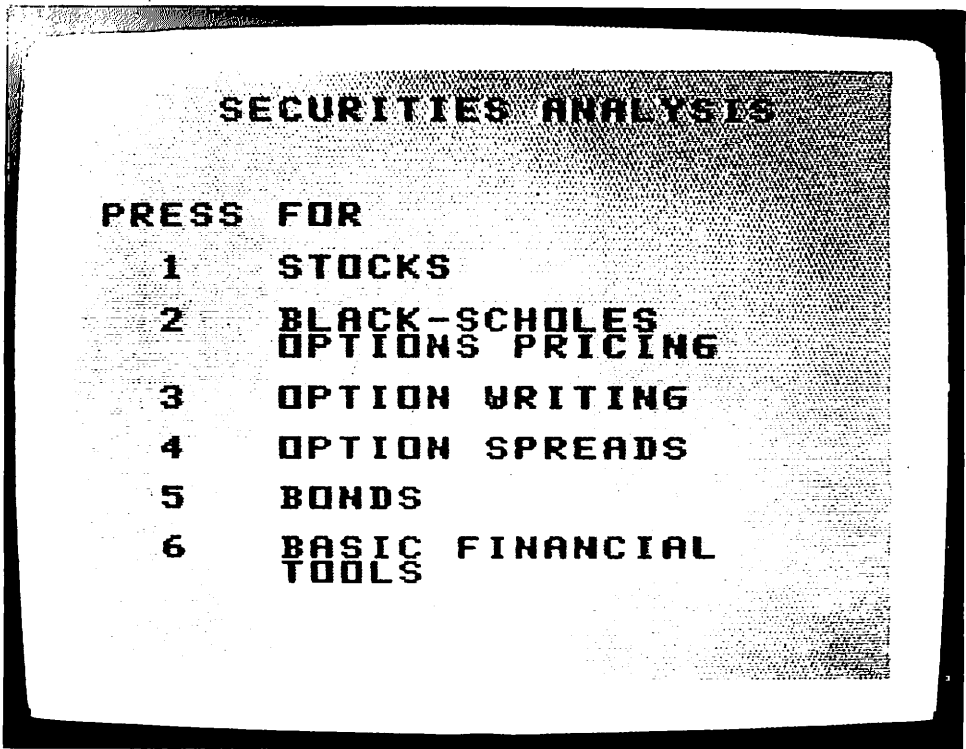 SECURITIES ANALYSIS
PRESS FOR
1 STOCKS
2 BLACK-SCHOLES
OPTIONS PRICING
3 OPTION WRITING
4 OPTION SPREADS
5 BONDS
6 BASIC FINANCIAL
TOOLS